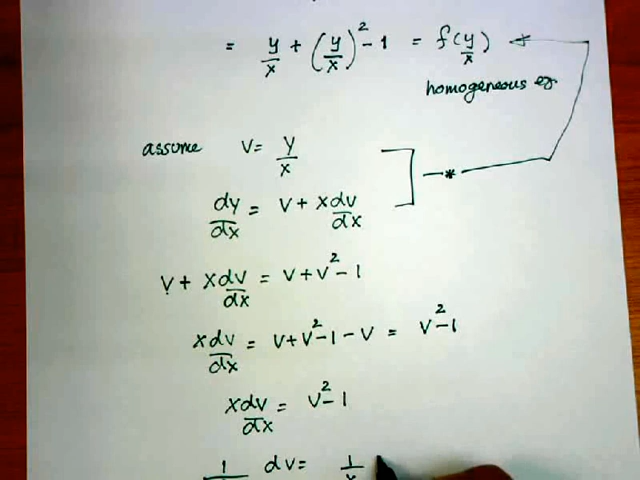 = y/x + (y/x)² - 1 = f(y/x)
homogeneous eq
assume v = y/x
dy/dx = v + x dv/dx
*
v + x dv/dx = v + v² - 1
x dv/dx = v + v² - 1 - v = v² - 1
x dv/dx = v² - 1
1 dv = 1/x